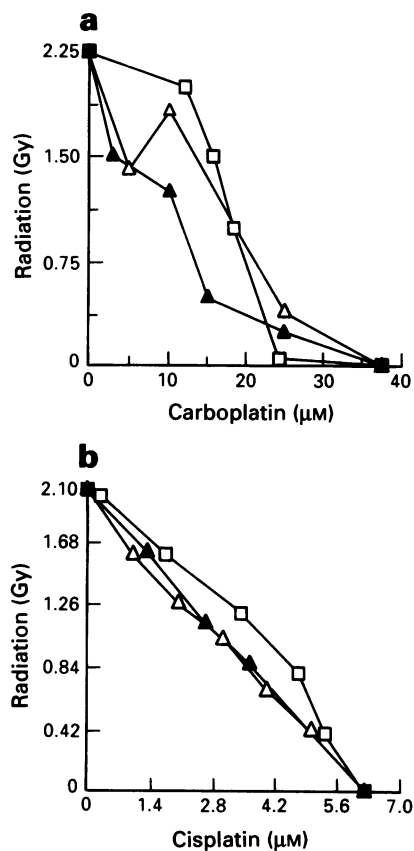 a
2.25
1.50
0.75
0
Radiation (Gy)
0 10 20 30 40
Carboplatin (μM)
b
2.10
1.68
1.26
0.84
0.42
0
Radiation (Gy)
0 1.4 2.8 4.2 5.6 7.0
Cisplatin (μM)